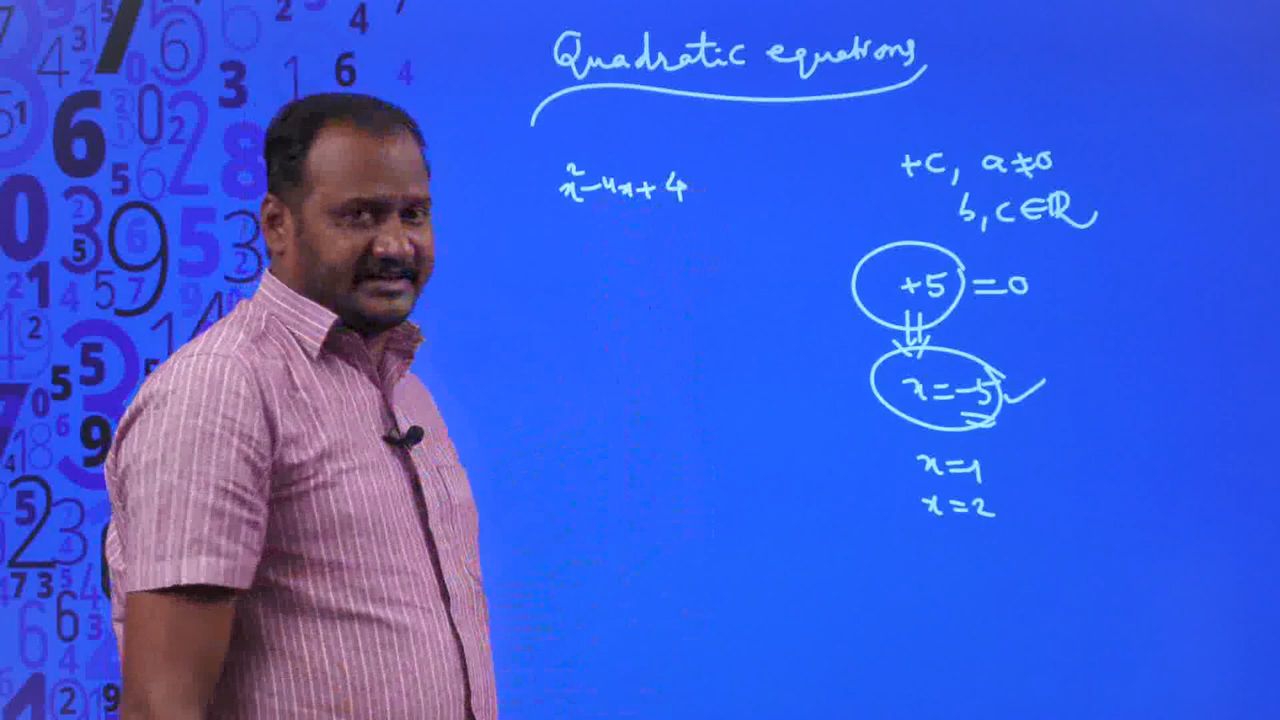 Quadratic equations
x²-4x+4
+c, a≠0
b, c∈ℝ
+5 =0
x=-5
x=1
x=2